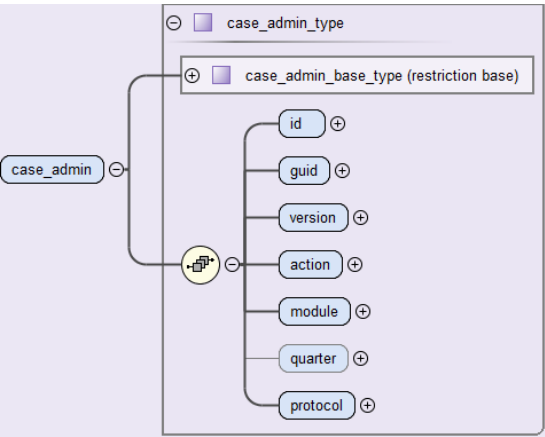 case_admin_type
case_admin_base_type (restriction base)
id
guid
case_admin
version
action
module
quarter
protocol